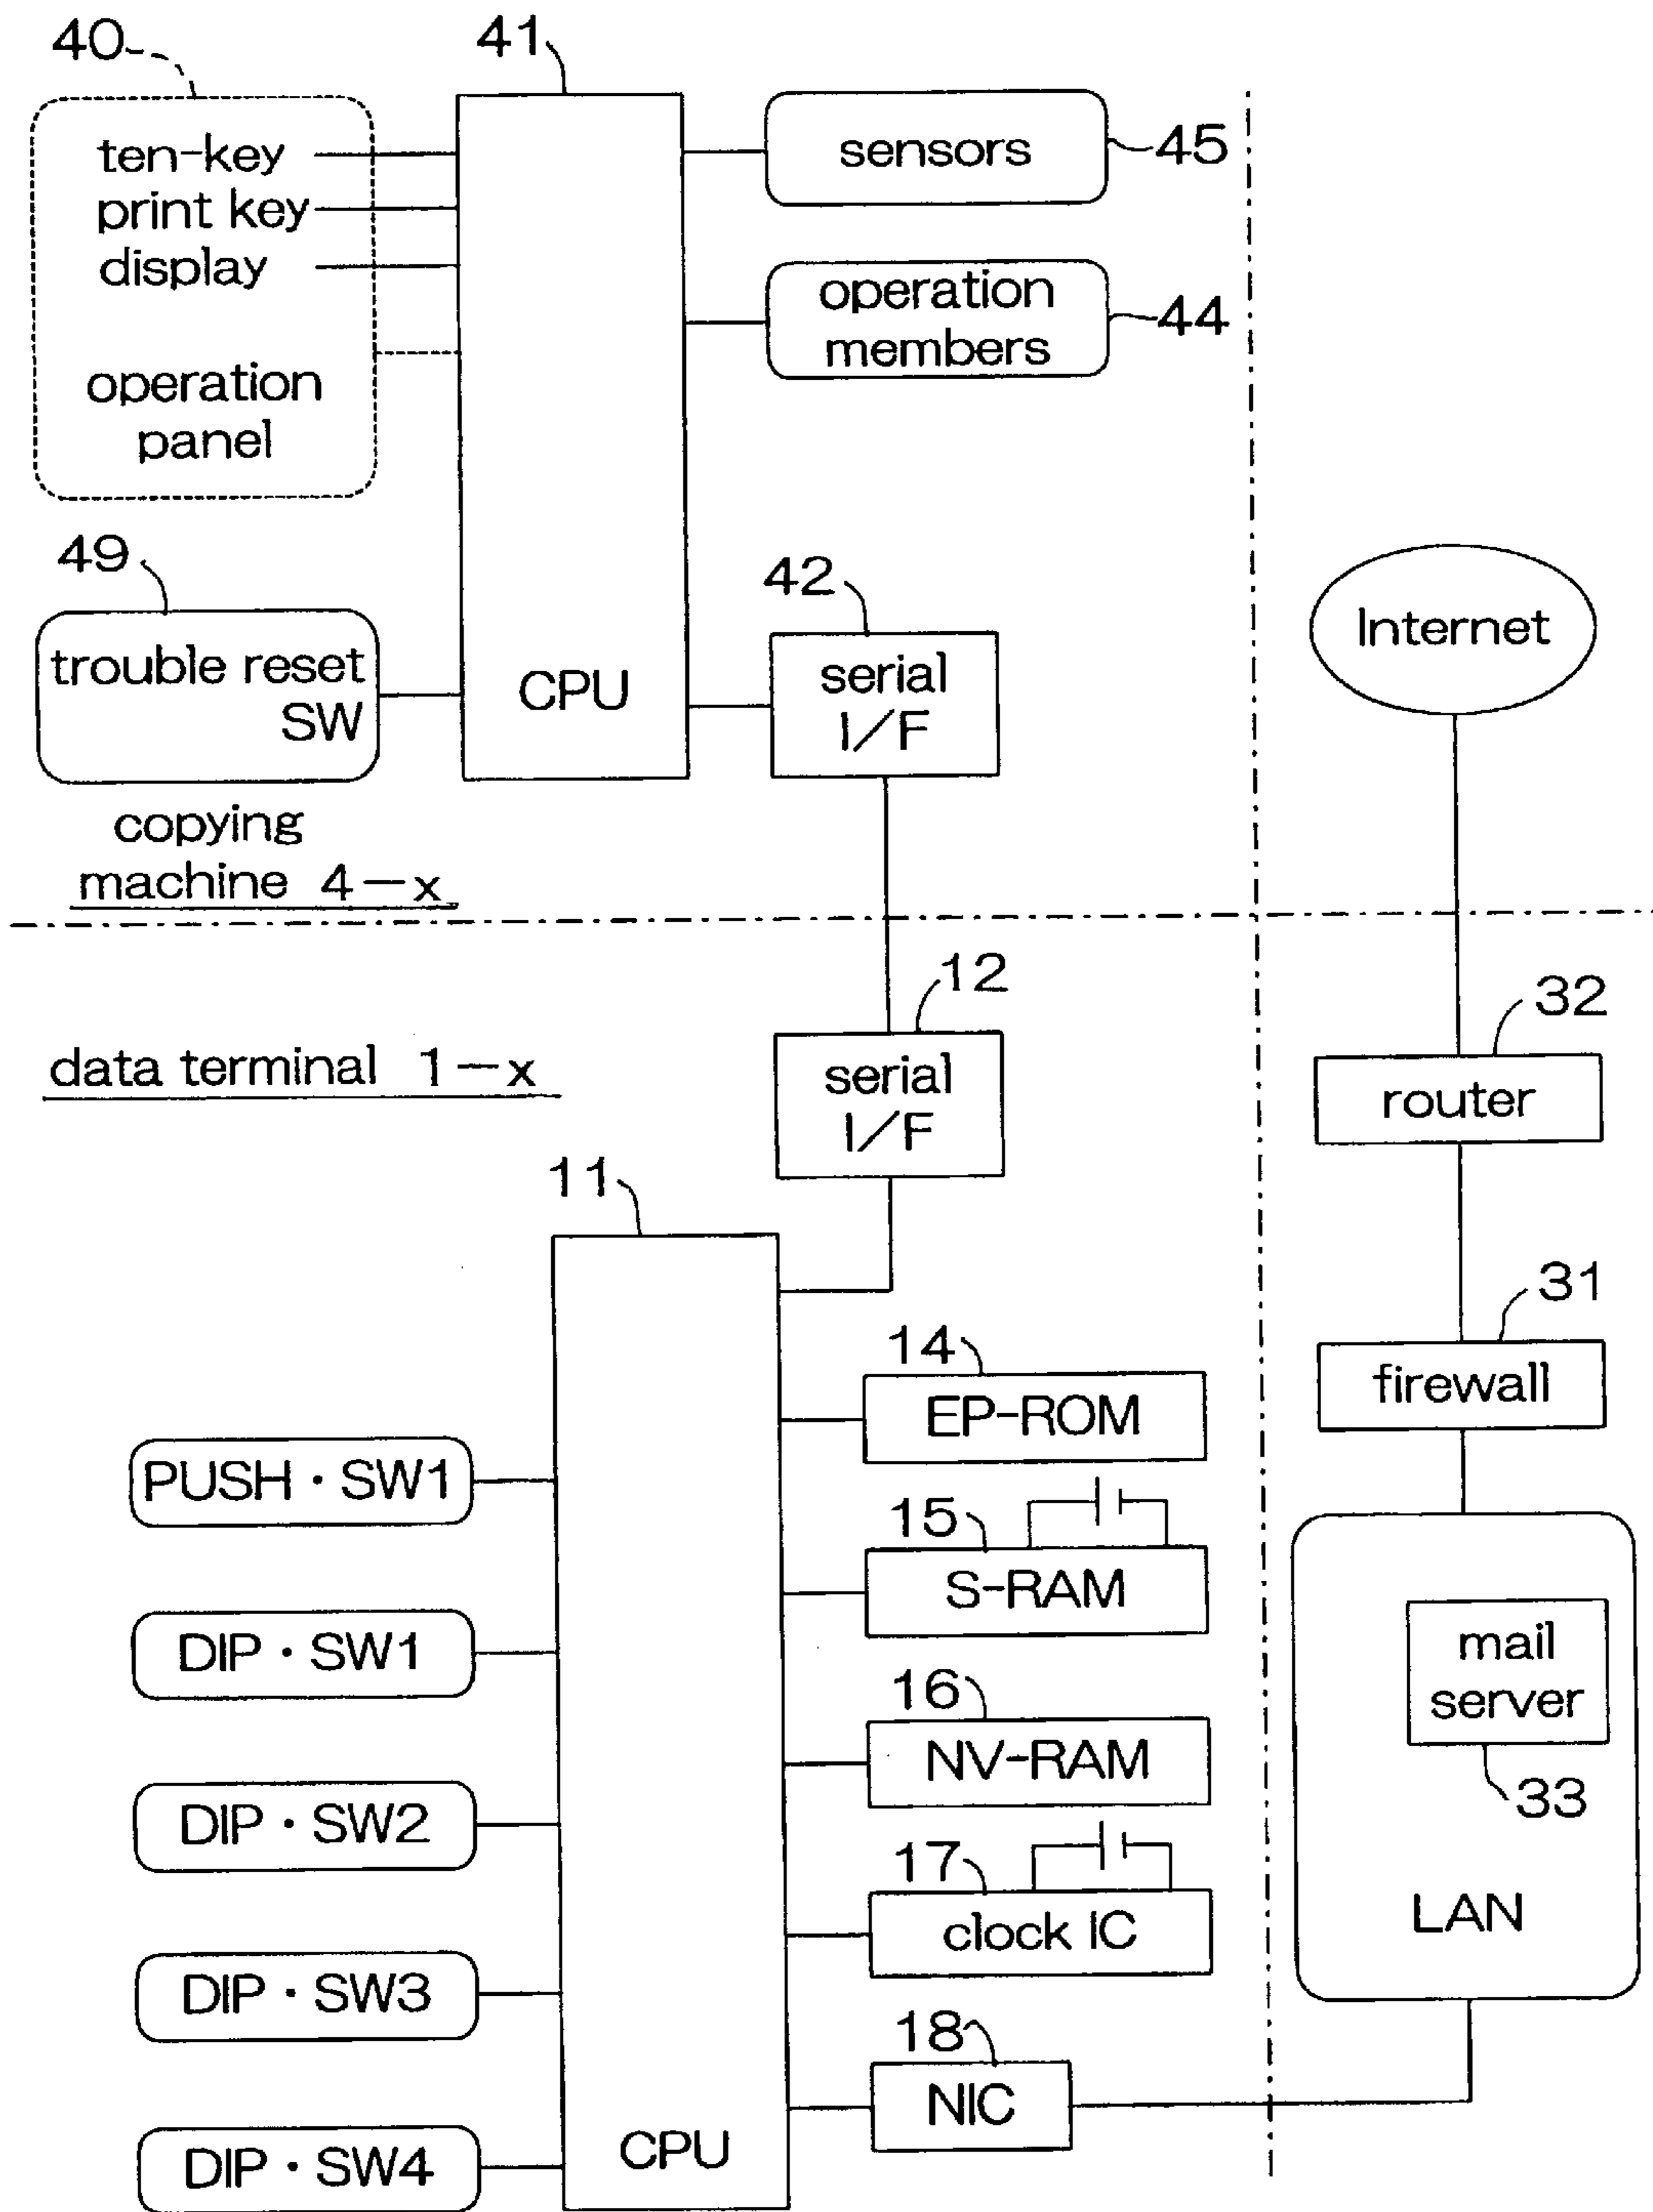 40
41
ten-key
print key
display
operation
panel
sensors
45
operation
members
44
49
trouble reset
SW
CPU
42
serial
I/F
copying
machine 4-x
Internet
data terminal 1-x
12
serial
I/F
32
router
11
31
firewall
14
EP-ROM
PUSH・SW1
15
S-RAM
DIP・SW1
16
NV-RAM
DIP・SW2
17
clock IC
DIP・SW3
18
NIC
DIP・SW4
CPU
mail
server
33
LAN